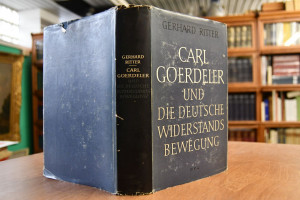 GERHARD
RITTER
CARL
GOERDELER
GERHARD RITTER
CARL
GOERDELER
UND
DIE DEUTSCHE
WIDERSTANDS
BEWEGUNG